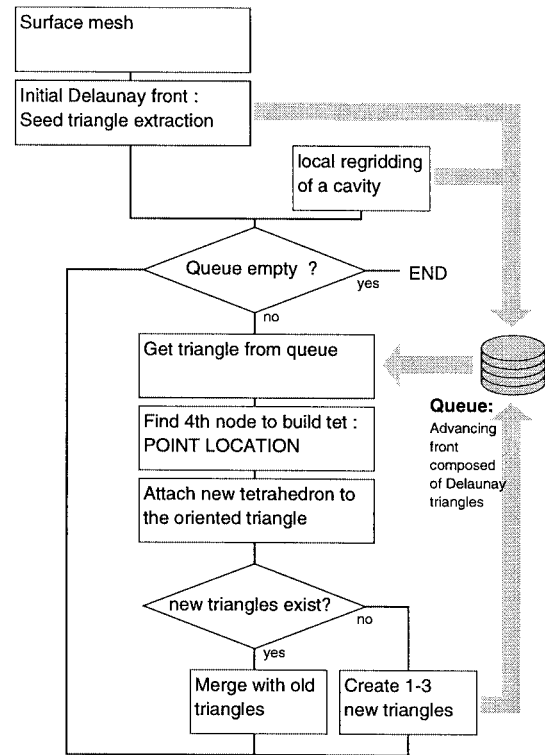 Surface mesh
Initial Delaunay front :
Seed triangle extraction
local regridding
of a cavity
Queue empty ?
yes
END
no
Get triangle from queue
Find 4th node to build tet :
POINT LOCATION
Queue:
Advancing
front
composed
of Delaunay
triangles
Attach new tetrahedron to
the oriented triangle
new triangles exist?
no
yes
Merge with old
triangles
Create 1-3
new triangles